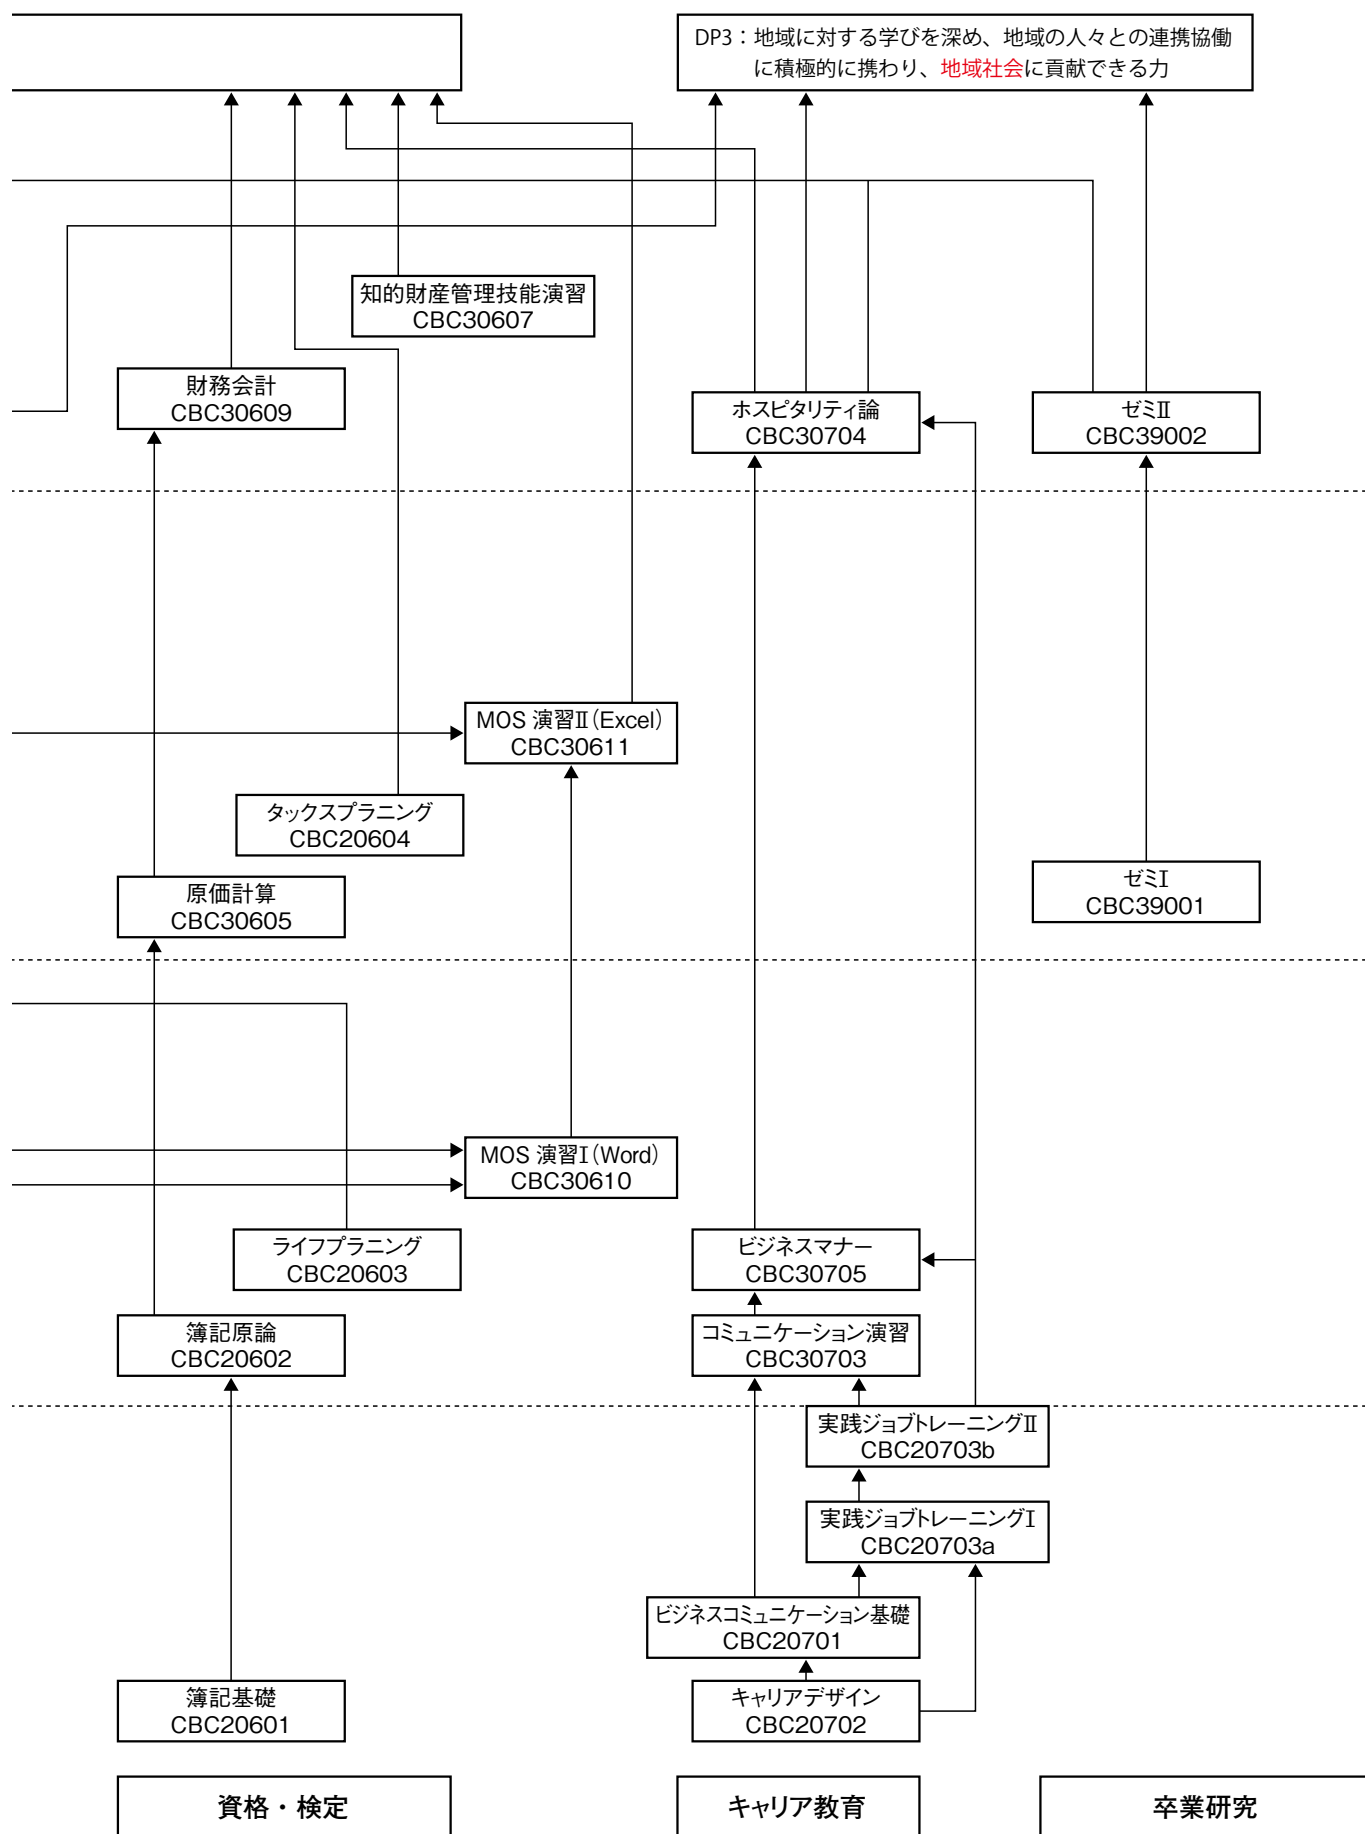 DP3：地域に対する学びを深め、地域の人々との連携協働
に積極的に携わり、地域社会に貢献できる力
知的財産管理技能演習
CBC30607
財務会計
CBC30609
ホスピタリティ論
CBC30704
ゼミⅡ
CBC39002
MOS 演習Ⅱ（Excel）
CBC30611
タックスプラニング
CBC20604
原価計算
CBC30605
ゼミⅠ
CBC39001
MOS 演習Ⅰ（Word）
CBC30610
ライフプラニング
CBC20603
ビジネスマナー
CBC30705
簿記原論
CBC20602
コミュニケーション演習
CBC30703
実践ジョブトレーニングⅡ
CBC20703b
実践ジョブトレーニングⅠ
CBC20703a
ビジネスコミュニケーション基礎
CBC20701
簿記基礎
CBC20601
キャリアデザイン
CBC20702
資格・検定
キャリア教育
卒業研究